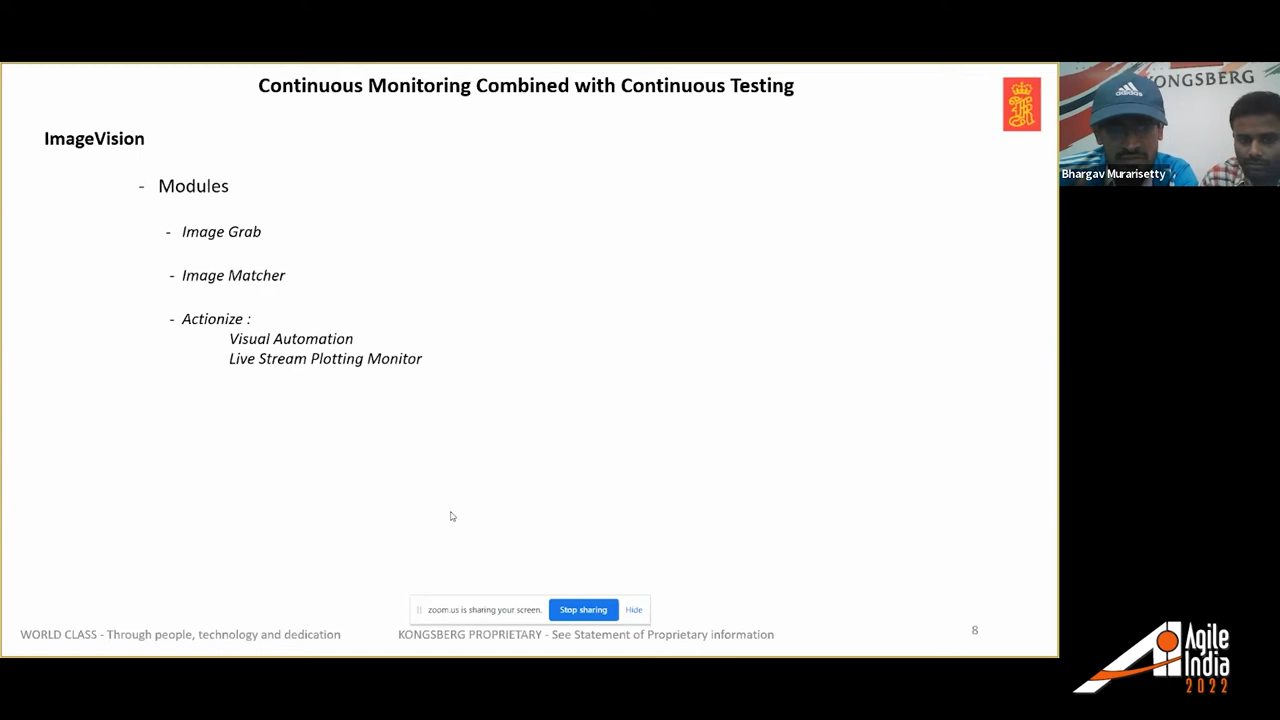 Continuous Monitoring Combined with Continuous Testing
ImageVision
- Modules
- Image Grab
- Image Matcher
- Actionize :
Visual Automation
Live Stream Plotting Monitor
zoom.us is sharing your screen.
Stop sharing
Hide
WORLD CLASS - Through people, technology and dedication
KONGSBERG PROPRIETARY - See Statement of Proprietary information
8
KONGSBERG
adidas
Bhargav Murarisetty
Agile
India
2022